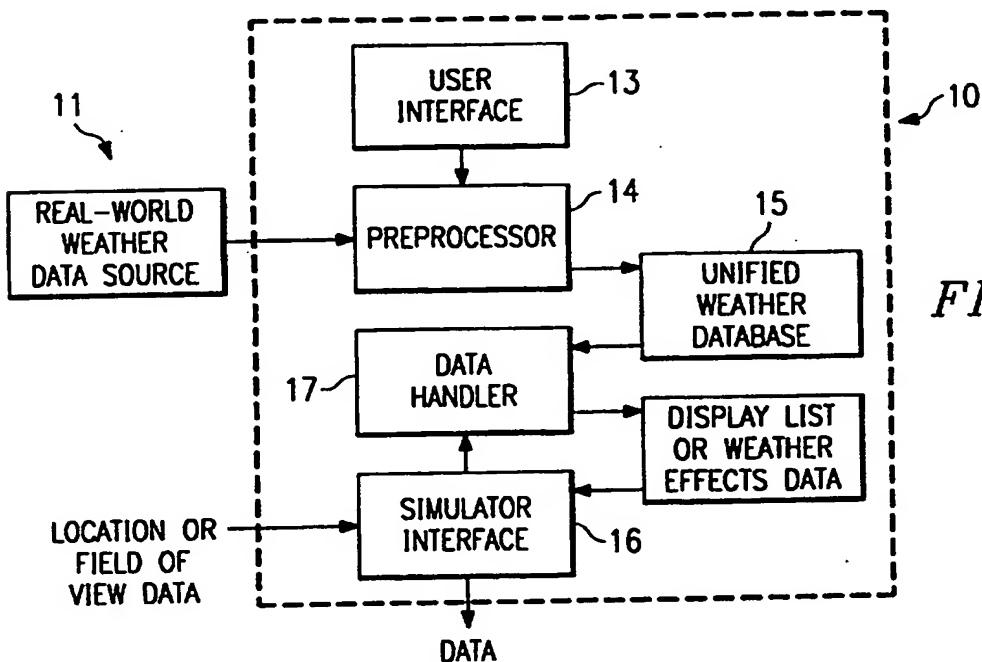 USER
INTERFACE
13
10
11
REAL-WORLD
WEATHER
DATA SOURCE
14
PREPROCESSOR
15
UNIFIED
WEATHER
DATABASE
FI
17
DATA
HANDLER
DISPLAY LIST
OR WEATHER
EFFECTS DATA
LOCATION OR
FIELD OF
VIEW DATA
SIMULATOR
INTERFACE
16
DATA